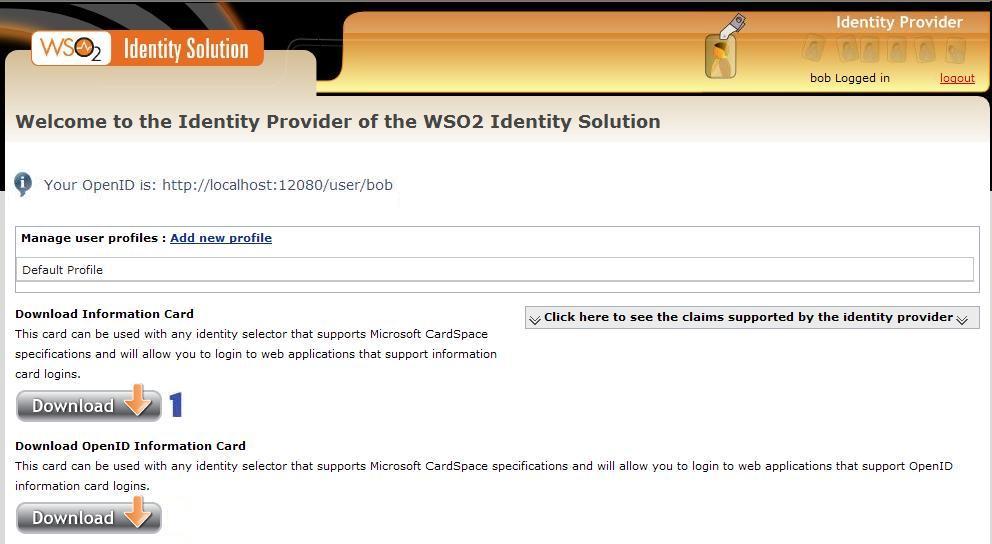 WSO2 Identity Solution
Identity Provider
bob Logged in logout
Welcome to the Identity Provider of the WSO2 Identity Solution
Your OpenID is: http://localhost:12080/user/bob
Manage user profiles : Add new profile
Default Profile
Download Information Card
Click here to see the claims supported by the identity provider
This card can be used with any identity selector that supports Microsoft CardSpace
specifications and will allow you to login to web applications that support information
card logins.
Download 1
Download OpenID Information Card
This card can be used with any identity selector that supports Microsoft CardSpace specifications and will allow you to login to web applications that support OpenID
information card logins.
Download